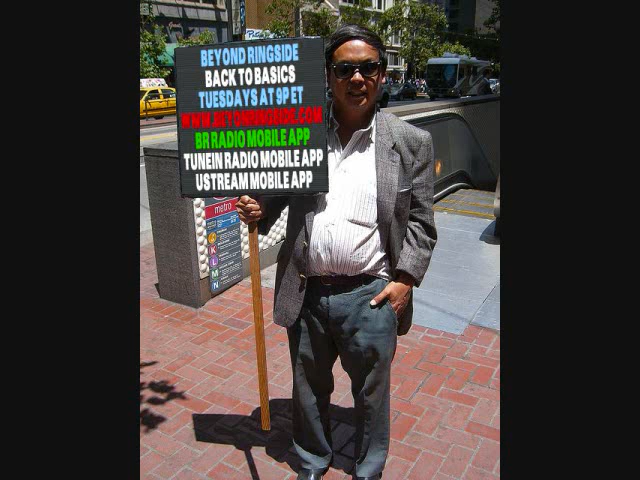 BEYOND RINGSIDE
BACK TO BASICS
TUESDAYS AT 9P ET
WWW.BEYONDRINGSIDE.COM
BR RADIO MOBILE APP
TUNEIN RADIO MOBILE APP
USTREAM MOBILE APP
metro
K
L
M
N